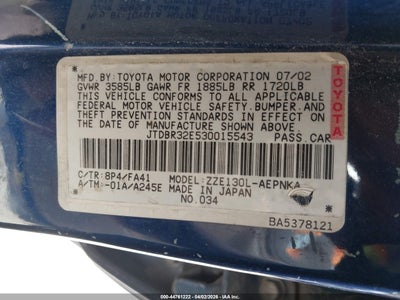 MFD. BY TOYOTA MOTOR CORPORATION 07/02
GVWR 3585LB GAWR FR 1885LB RR 1720LB
THIS VEHICLE CONFORMS TO ALL APPLICABLE
FEDERAL MOTOR VEHICLE SAFETY, BUMPER, AND
THEFT PREVENTION STANDARDS IN EFFECT ON
THE DATE OF MANUFACTURE SHOWN ABOVE.
JTDBR32E530015543 PASS. CAR
TOYOTA
C/TR: 8P4/FA41 MODEL: ZZE130L-AEPNKA
A/TM: -01A/A245E MADE IN JAPAN
NO. 034
BA5378121
© 44761222 - 04/02/2026 - IAA Holdings, LLC